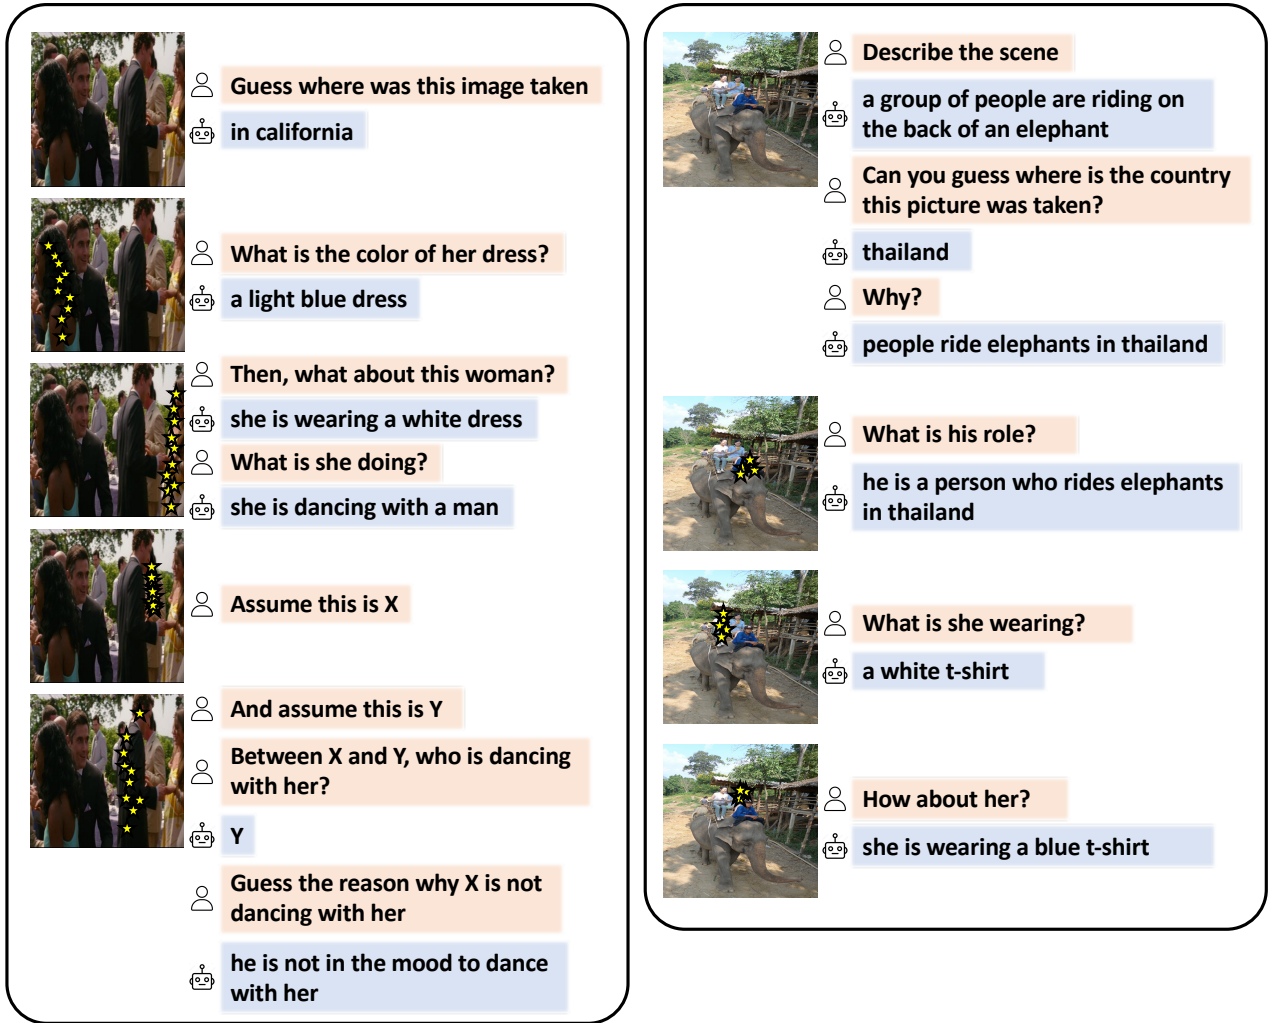 Guess where was this image taken
in california
What is the color of her dress?
a light blue dress
Then, what about this woman?
she is wearing a white dress
What is she doing?
she is dancing with a man
Assume this is X
And assume this is Y
Between X and Y, who is dancing
with her?
Y
Guess the reason why X is not
dancing with her
he is not in the mood to dance
with her
Describe the scene
a group of people are riding on
the back of an elephant
Can you guess where is the country
this picture was taken?
thailand
Why?
people ride elephants in thailand
What is his role?
he is a person who rides elephants
in thailand
What is she wearing?
a white t-shirt
How about her?
she is wearing a blue t-shirt